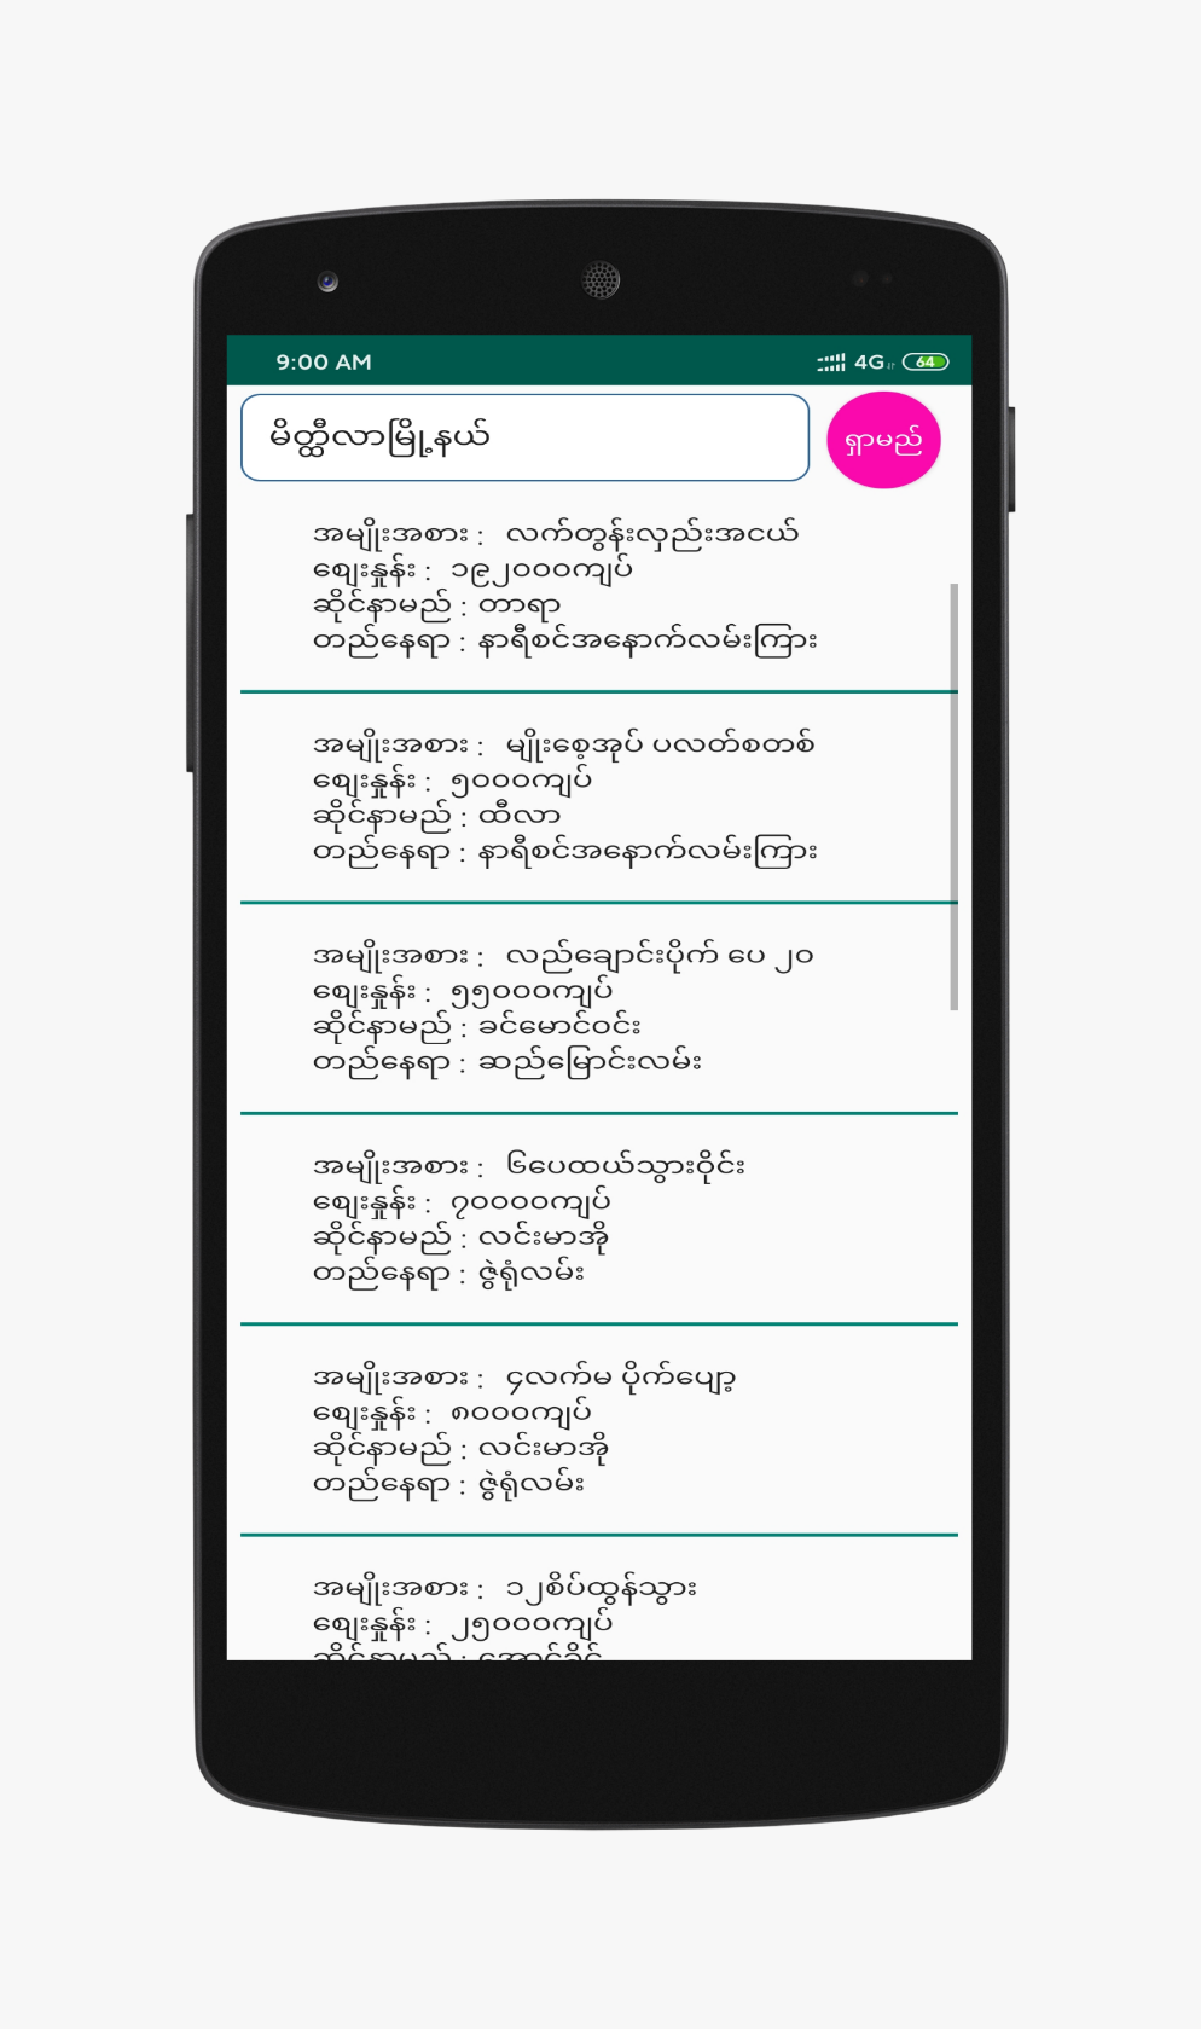 9:00 AM
4G 64
မိတ္ထီလာမြို့နယ်
ရှာမည်
အမျိုးအစား : လက်တွန်းလှည်းအငယ်
ဈေးနှုန်း : ၁၉၂၀၀၀ကျပ်
ဆိုင်နာမည် : တာရာ
တည်နေရာ : နာရီစင်အနောက်လမ်းကြား
အမျိုးအစား : မျိုးစေ့အုပ် ပလတ်စတစ်
ဈေးနှုန်း : ၅၀၀၀ကျပ်
ဆိုင်နာမည် : ထီလာ
တည်နေရာ : နာရီစင်အနောက်လမ်းကြား
အမျိုးအစား : လည်ချောင်းပိုက် ပေ ၂၀
ဈေးနှုန်း : ၅၅၀၀၀ကျပ်
ဆိုင်နာမည် : ခင်မောင်ဝင်း
တည်နေရာ : ဆည်မြောင်းလမ်း
အမျိုးအစား : ၆ပေထယ်သွားဝိုင်း
ဈေးနှုန်း : ၇၀၀၀၀ကျပ်
ဆိုင်နာမည် : လင်းမာအို
တည်နေရာ : ဇွဲရုံလမ်း
အမျိုးအစား : ၄လက်မ ပိုက်ပျော့
ဈေးနှုန်း : ၈၀၀၀ကျပ်
ဆိုင်နာမည် : လင်းမာအို
တည်နေရာ : ဇွဲရုံလမ်း
အမျိုးအစား : ၁၂စိပ်ထွန်သွား
ဈေးနှုန်း : ၂၅၀၀၀ကျပ်
ဆိုင်နာမည် :